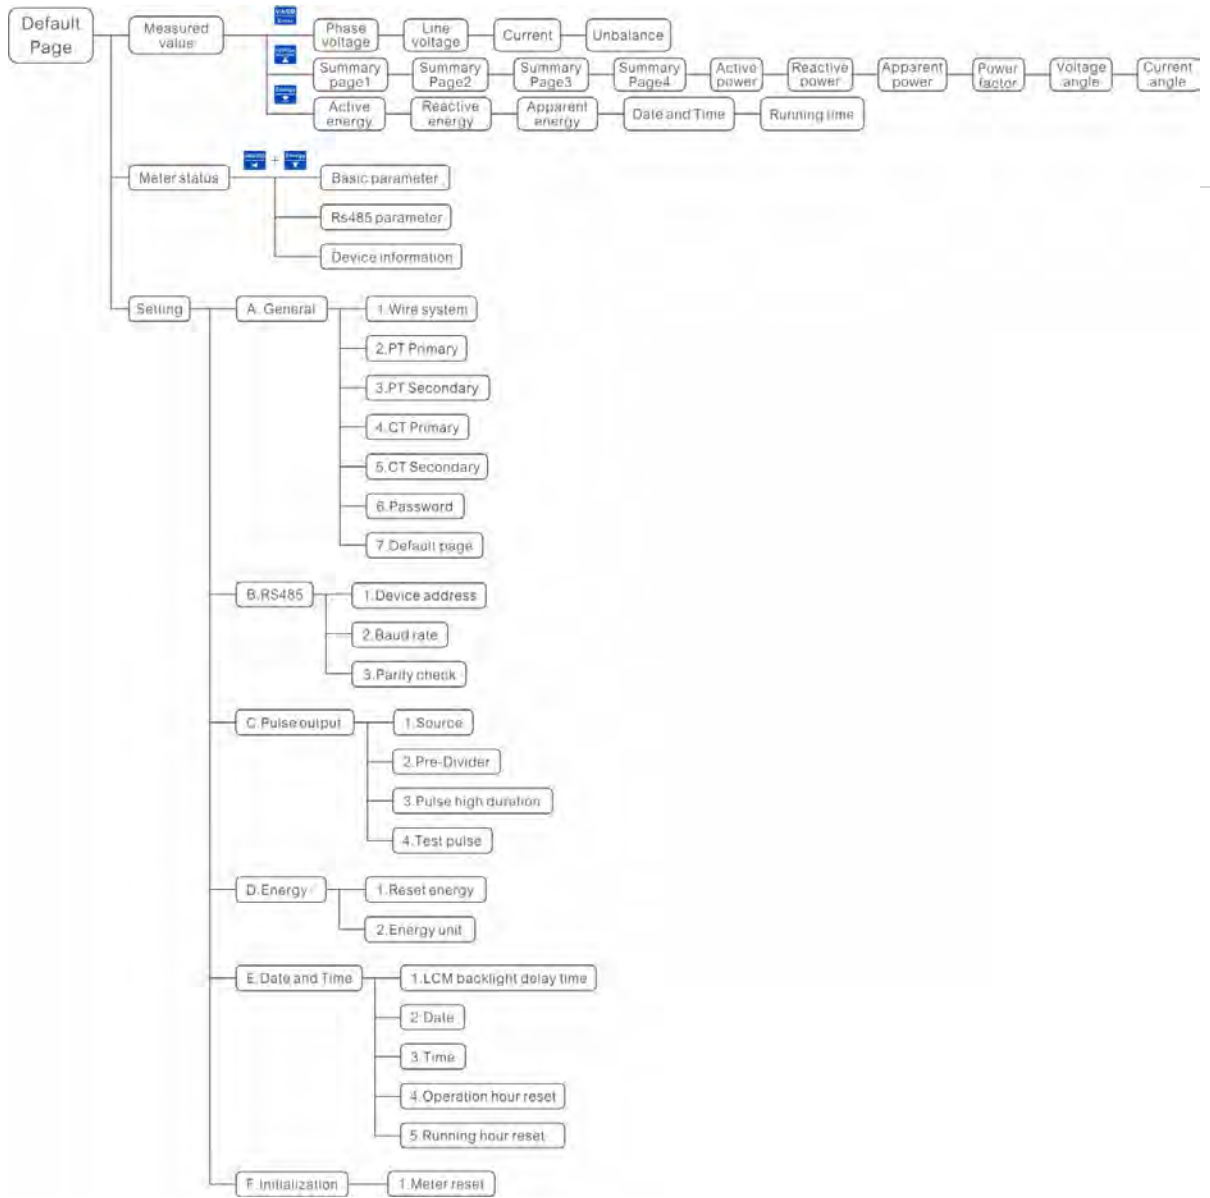 Default
Page
Measured
value
Phase
voltage
Line
voltage
Current
Unbalance
Summary
page1
Summary
Page2
Summary
Page3
Summary
Page4
Active
power
Reactive
power
Apparent
power
Power
factor
Voltage
angle
Current
angle
Energy
Active
energy
Reactive
energy
Apparent
energy
Date and Time
Running time
Meter status
+
Energy
Basic parameter
Rs485 parameter
Device information
Setting
A. General
1.Wire system
2.PT Primary
3.PT Secondary
4.CT Primary
5.CT Secondary
6.Password
7.Default page
B.RS485
1.Device address
2.Baud rate
3.Parity check
C.Pulse output
1.Source
2.Pre-Divider
3.Pulse high duration
4.Test pulse
D.Energy
1.Reset energy
2.Energy unit
E.Date and Time
1.LCM backlight delay time
2.Date
3.Time
4.Operation hour reset
5.Running hour reset
F.Initialization
1.Meter reset